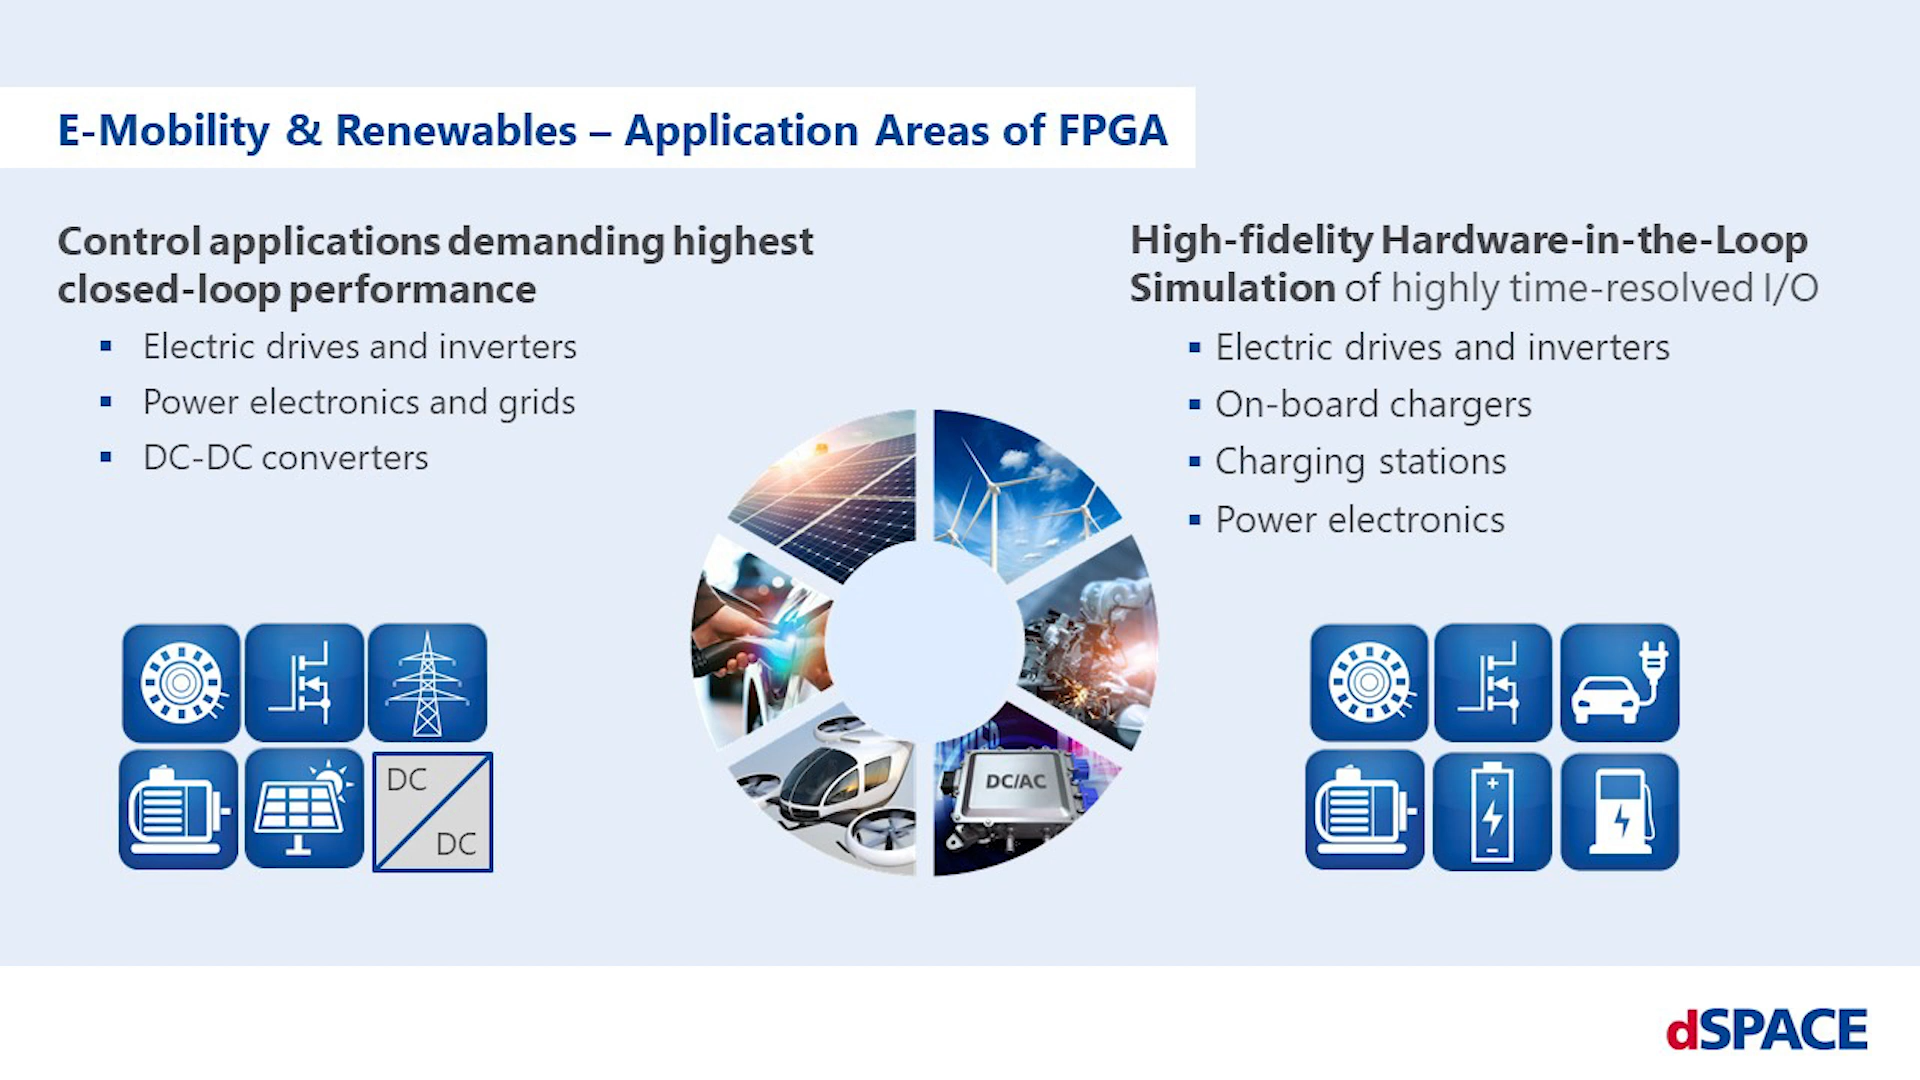 E-Mobility & Renewables – Application Areas of FPGA
Control applications demanding highest
closed-loop performance
▪ Electric drives and inverters
▪ Power electronics and grids
▪ DC-DC converters
High-fidelity Hardware-in-the-Loop
Simulation of highly time-resolved I/O
▪ Electric drives and inverters
▪ On-board chargers
▪ Charging stations
▪ Power electronics
DC
DC
DC/AC
dSPACE